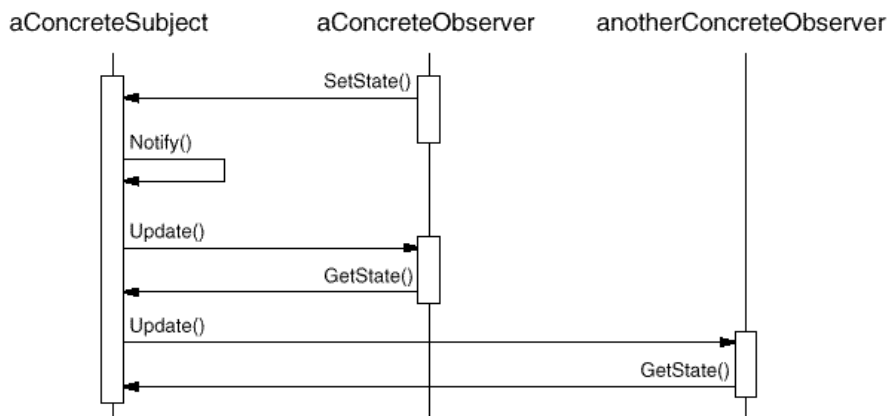 aConcreteSubject aConcreteObserver anotherConcreteObserver
SetState()
Notify()
Update()
GetState()
Update()
GetState()